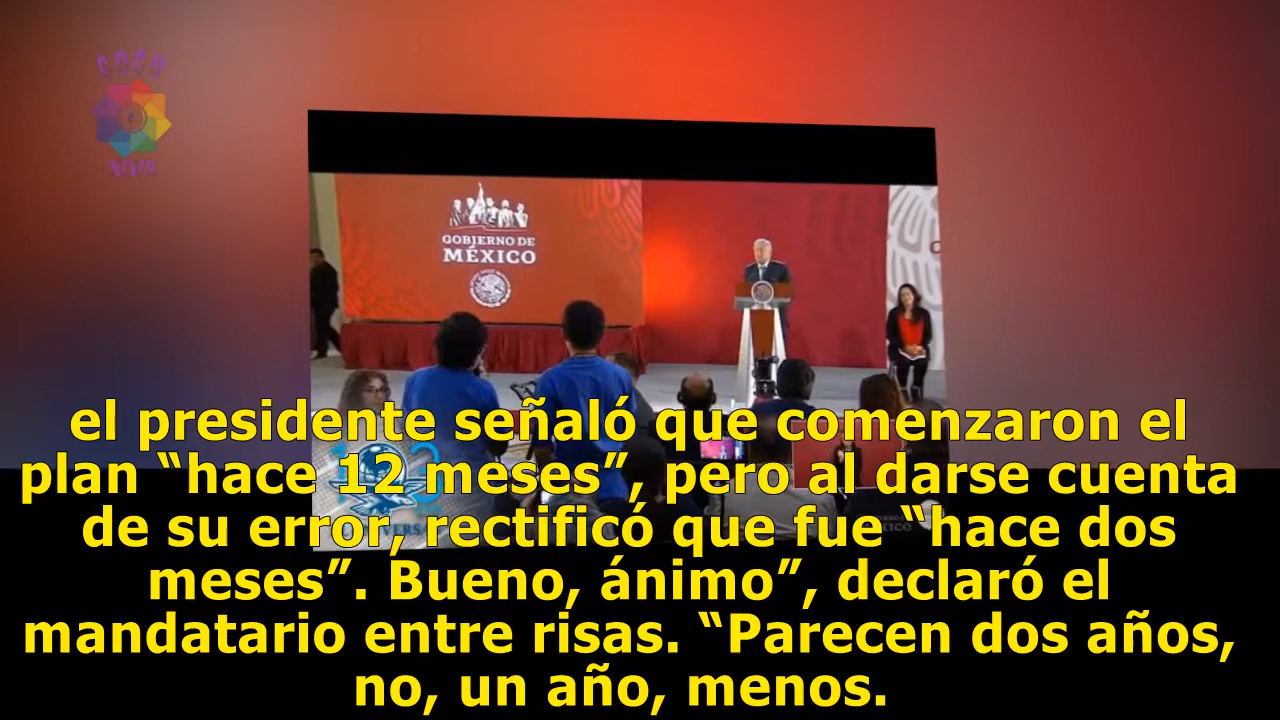 GOBIERNO DE
MÉXICO
el presidente señaló que comenzaron el
plan “hace 12 meses”, pero al darse cuenta
de su error, rectificó que fue “hace dos
meses”. Bueno, ánimo”, declaró el
mandatario entre risas. “Parecen dos años,
no, un año, menos.